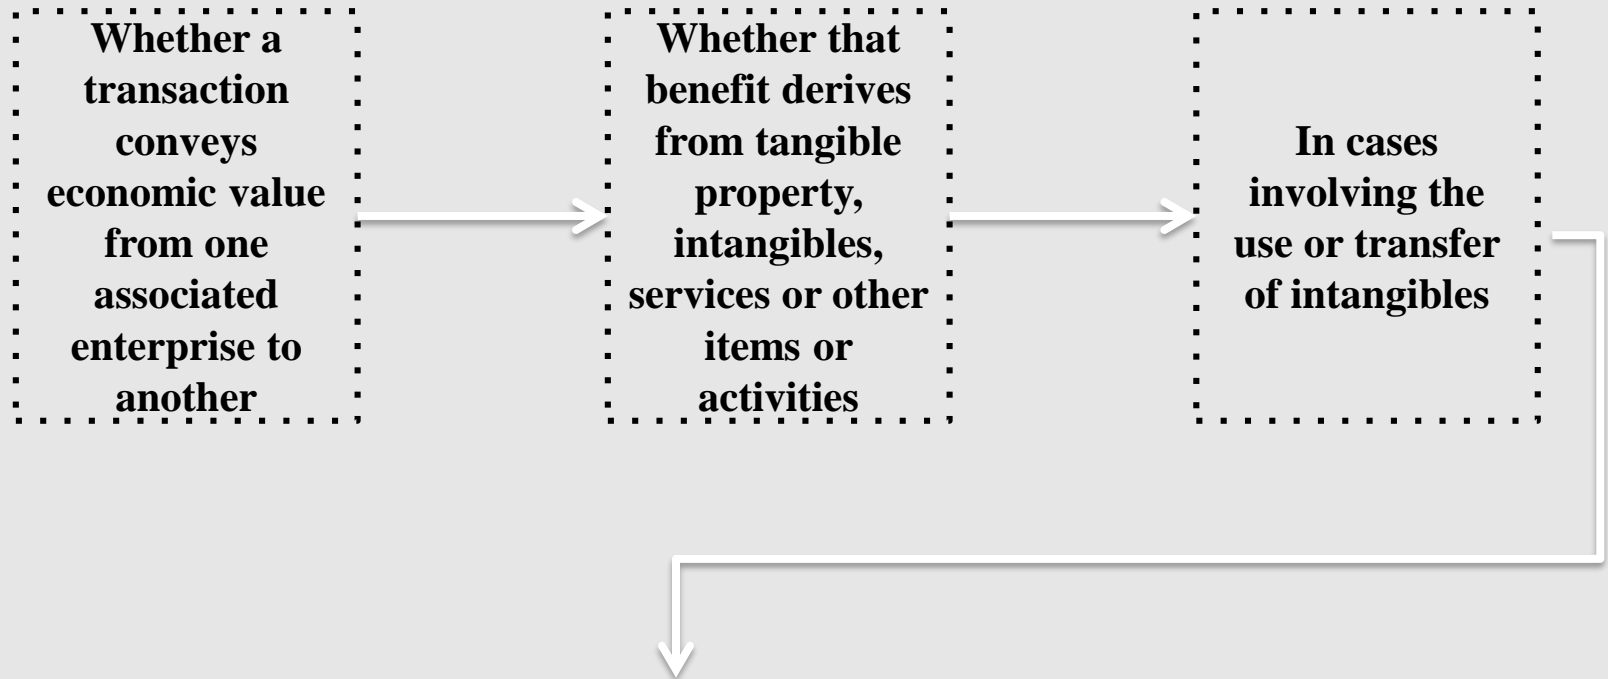 Whether a
transaction
conveys
economic value
from one
associated
enterprise to
another
Whether that
benefit derives
from tangible
property,
intangibles,
services or other
items or
activities
In cases
involving the
use or transfer
of intangibles